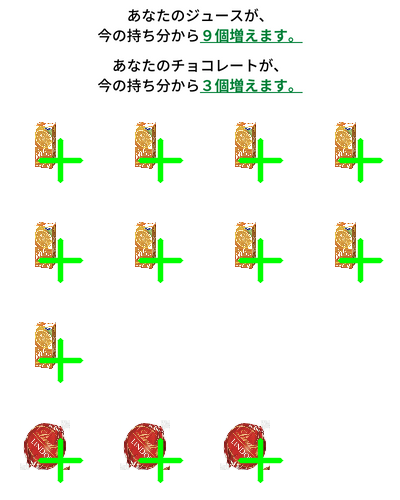 あなたのジュースが、
今の持ち分から９個増えます。
あなたのチョコレートが、
今の持ち分から３個増えます。